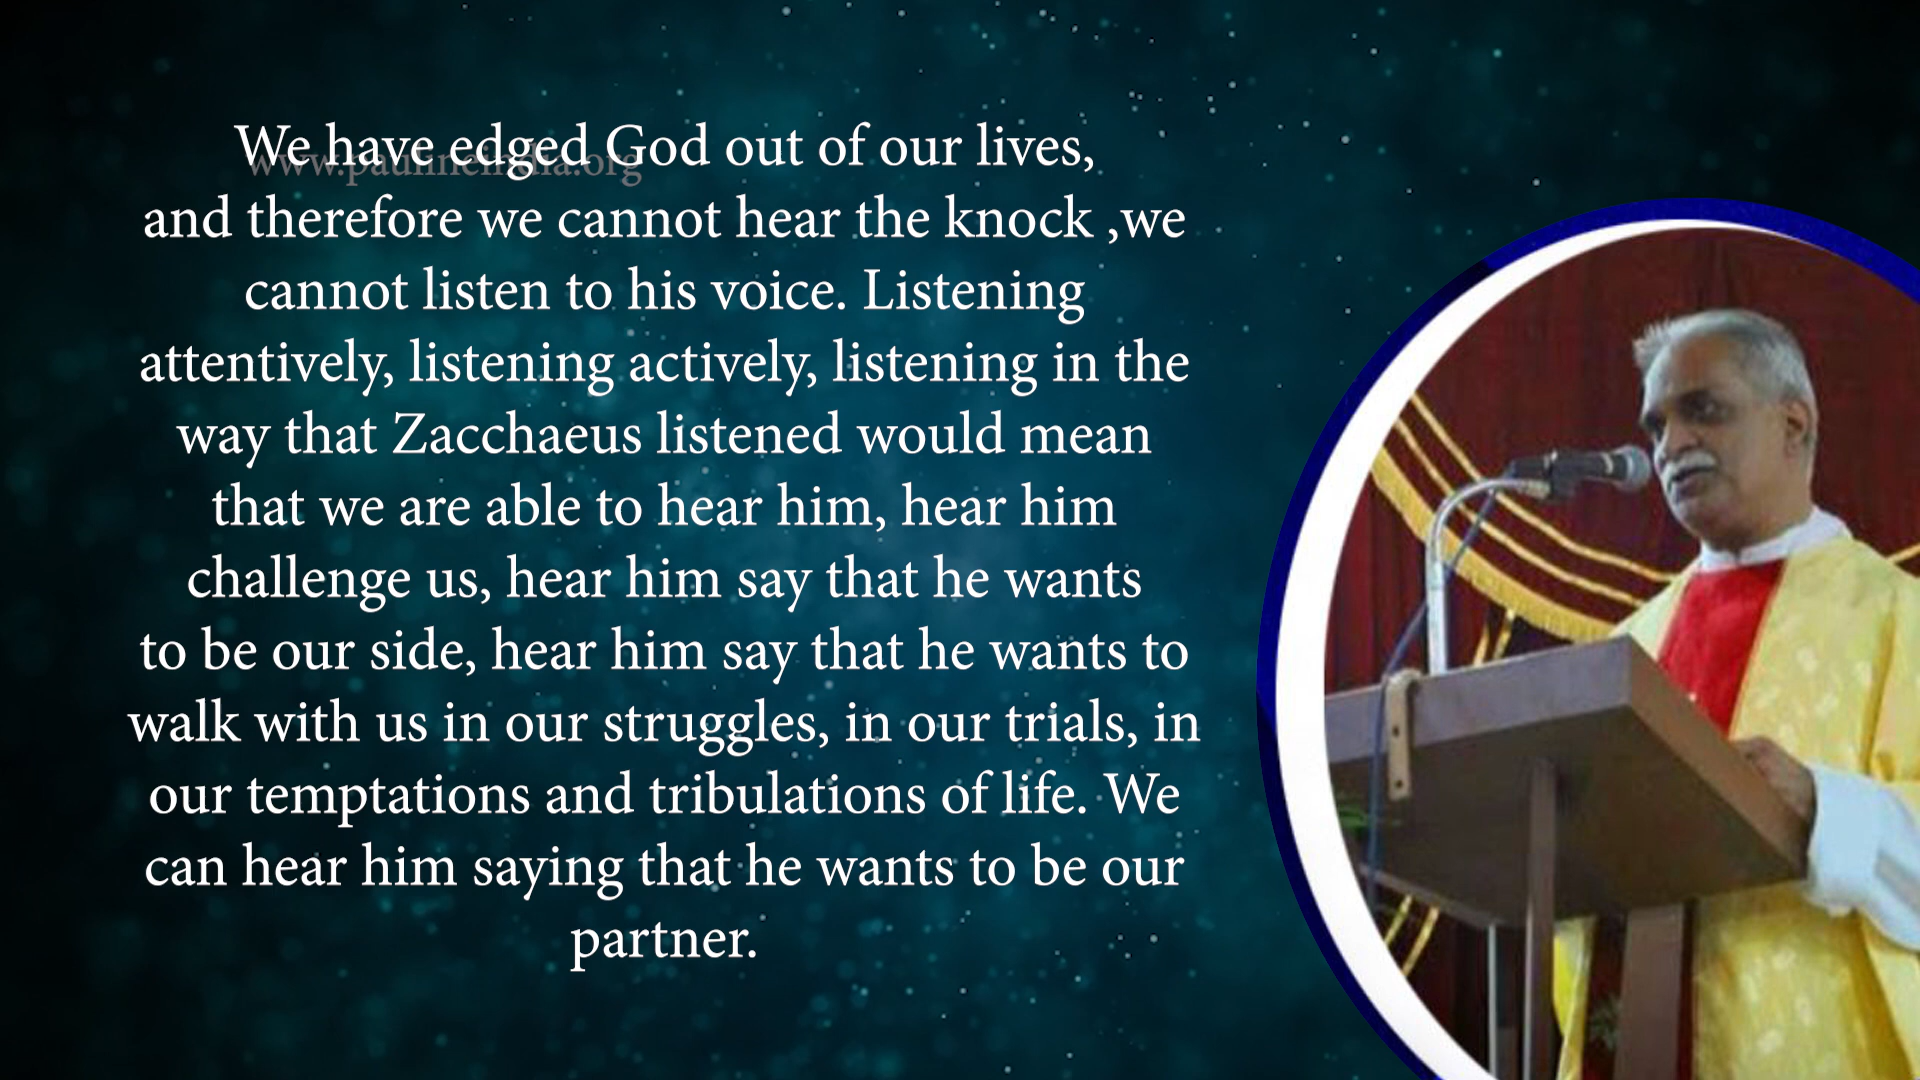 We have edged God out of our lives,
www.paulineindia.org
and therefore we cannot hear the knock ,we
cannot listen to his voice. Listening
attentively, listening actively, listening in the
way that Zacchaeus listened would mean
that we are able to hear him, hear him
challenge us, hear him say that he wants
to be our side, hear him say that he wants to
walk with us in our struggles, in our trials, in
our temptations and tribulations of life. We
can hear him saying that he wants to be our
partner.